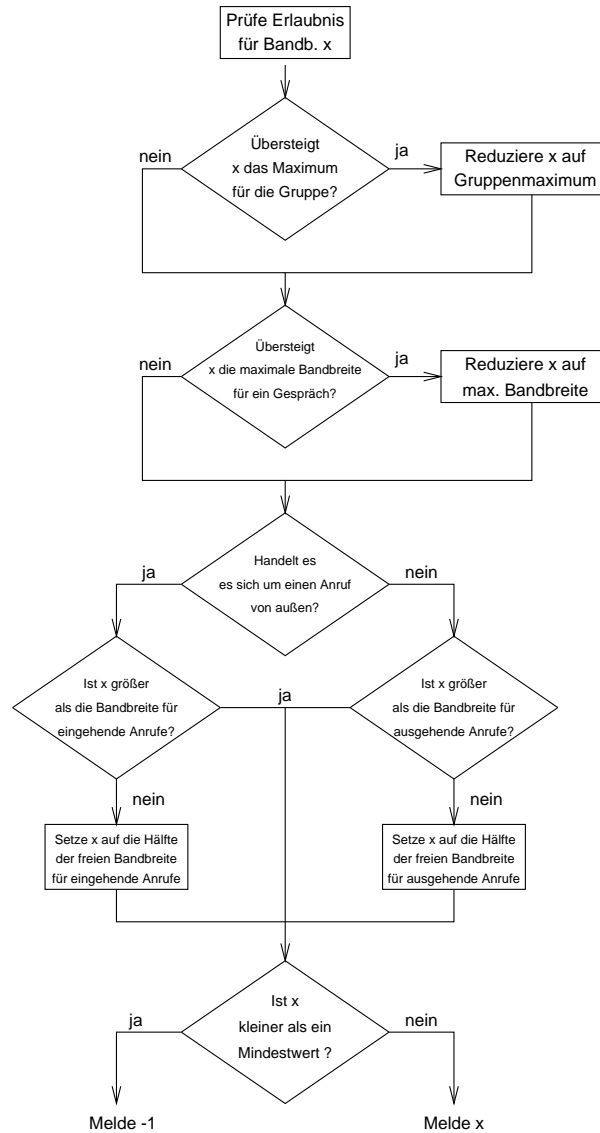 Prüfe Erlaubnis
für Bandb. x
Übersteigt
x das Maximum
für die Gruppe?
nein
ja
Reduziere x auf
Gruppenmaximum
Übersteigt
x die maximale Bandbreite
für ein Gespräch?
nein
ja
Reduziere x auf
max. Bandbreite
Handelt es
es sich um einen Anruf
von außen?
ja
nein
Ist x größer
als die Bandbreite für
eingehende Anrufe?
ja
Ist x größer
als die Bandbreite für
ausgehende Anrufe?
nein
nein
Setze x auf die Hälfte
der freien Bandbreite
für eingehende Anrufe
Setze x auf die Hälfte
der freien Bandbreite
für ausgehende Anrufe
Ist x
kleiner als ein
Mindestwert ?
ja
nein
Melde -1
Melde x